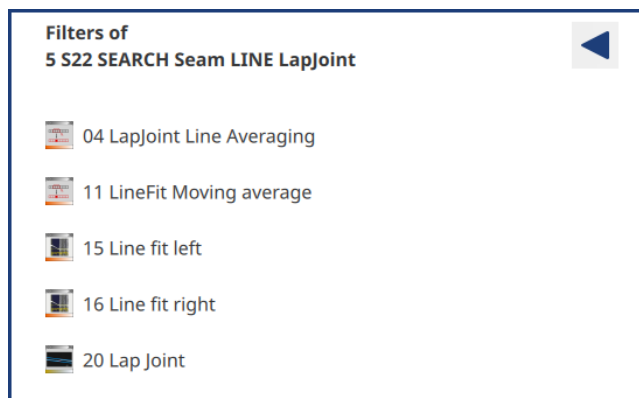 Filters of
5 S22 SEARCH Seam LINE LapJoint
04 LapJoint Line Averaging
11 LineFit Moving average
15 Line fit left
16 Line fit right
20 Lap Joint